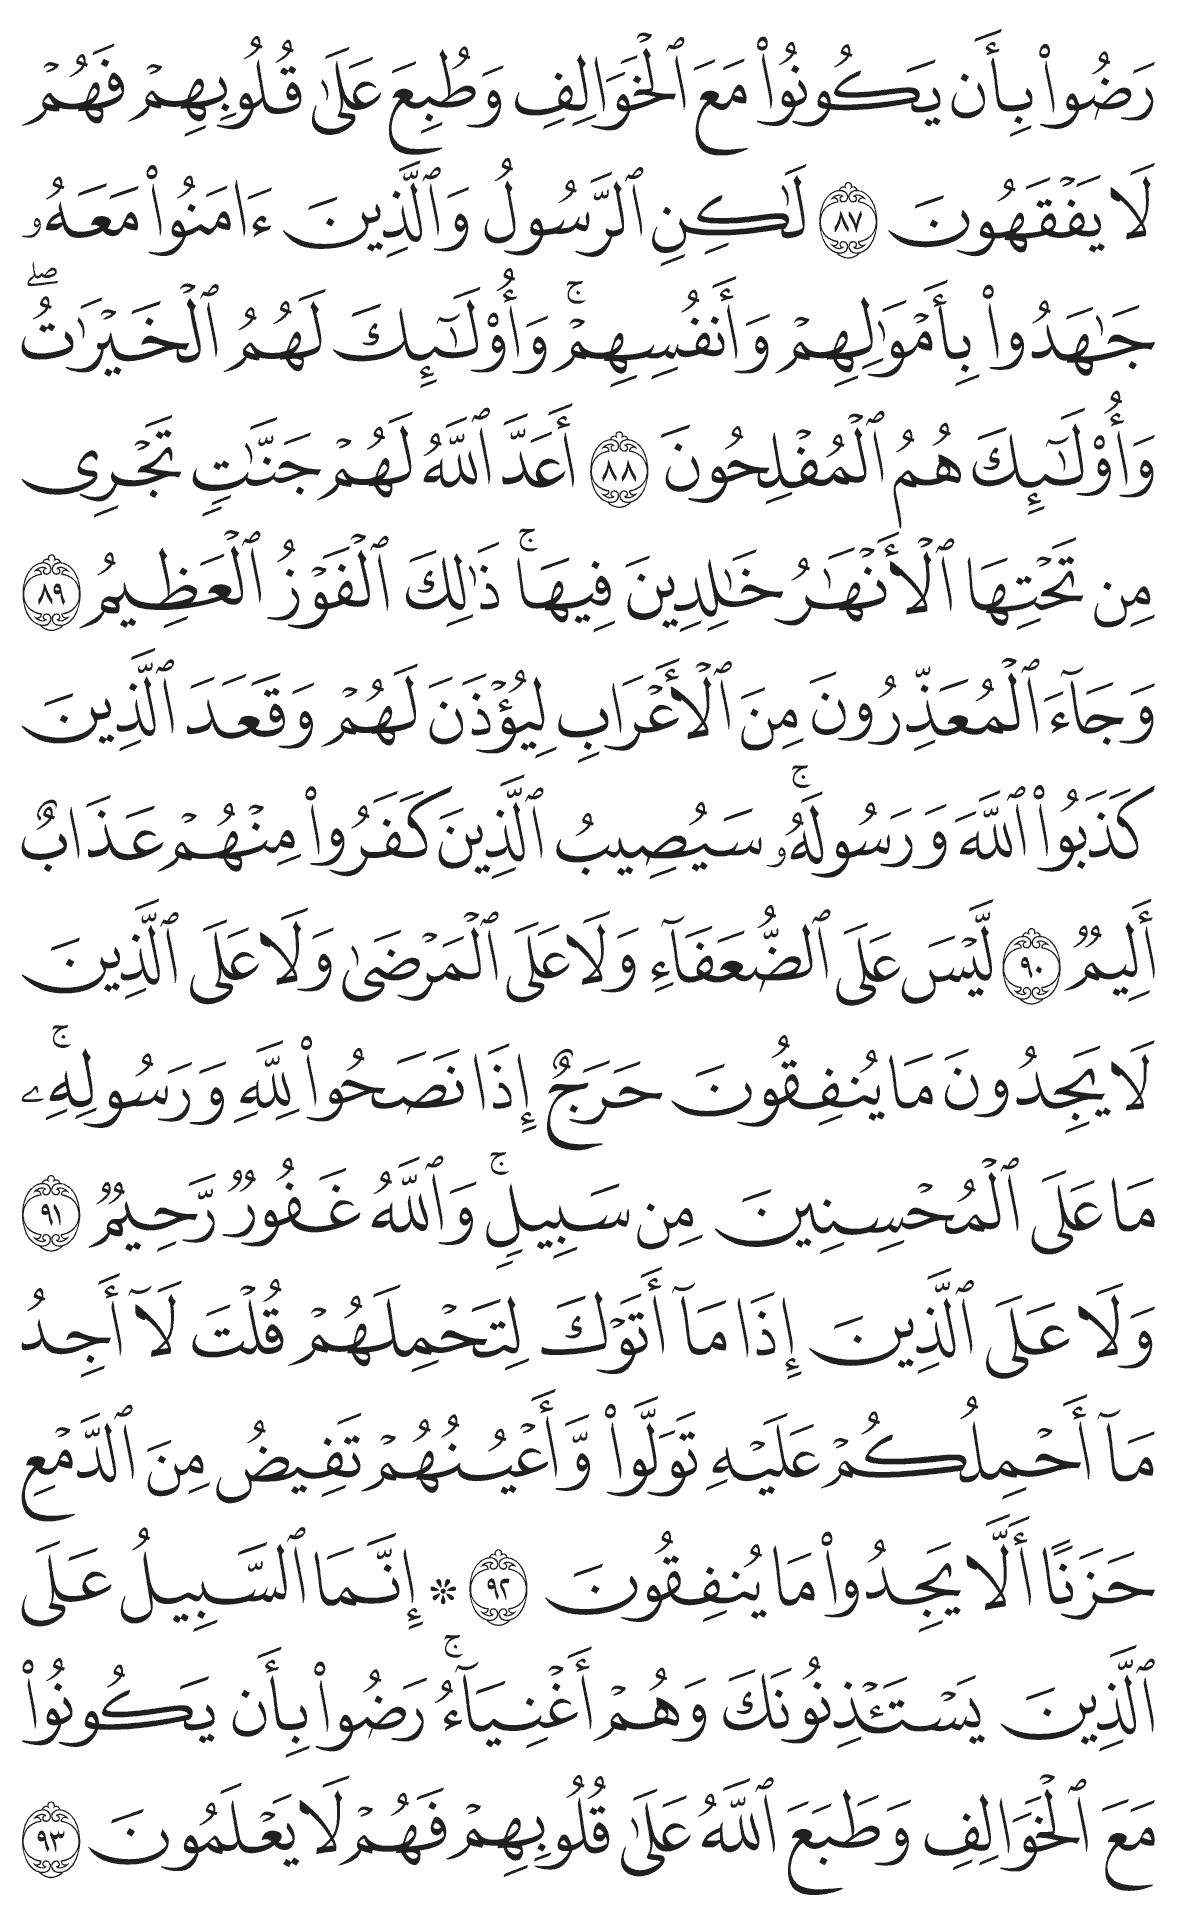 رَضُوا۟ بِأَن يَكُونُوا۟ مَعَ ٱلْخَوَالِفِ وَطُبِعَ عَلَىٰ قُلُوبِهِمْ فَهُمْ
لَا يَفْقَهُونَ ٨٧ لَٰكِنِ ٱلرَّسُولُ وَٱلَّذِينَ ءَامَنُوا۟ مَعَهُۥ
جَٰهَدُوا۟ بِأَمْوَٰلِهِمْ وَأَنفُسِهِمْ ۚ وَأُو۟لَٰٓئِكَ لَهُمُ ٱلْخَيْرَٰتُ ۖ
وَأُو۟لَٰٓئِكَ هُمُ ٱلْمُفْلِحُونَ ٨٨ أَعَدَّ ٱللَّهُ لَهُمْ جَنَّٰتٍ تَجْرِى
مِن تَحْتِهَا ٱلْأَنْهَٰرُ خَٰلِدِينَ فِيهَا ۚ ذَٰلِكَ ٱلْفَوْزُ ٱلْعَظِيمُ ٨٩
وَجَآءَ ٱلْمُعَذِّرُونَ مِنَ ٱلْأَعْرَابِ لِيُؤْذَنَ لَهُمْ وَقَعَدَ ٱلَّذِينَ
كَذَبُوا۟ ٱللَّهَ وَرَسُولَهُۥ ۚ سَيُصِيبُ ٱلَّذِينَ كَفَرُوا۟ مِنْهُمْ عَذَابٌ
أَلِيمٌ ٩٠ لَّيْسَ عَلَى ٱلضُّعَفَآءِ وَلَا عَلَى ٱلْمَرْضَىٰ وَلَا عَلَى ٱلَّذِينَ
لَا يَجِدُونَ مَا يُنفِقُونَ حَرَجٌ إِذَا نَصَحُوا۟ لِلَّهِ وَرَسُولِهِۦ ۚ
مَا عَلَى ٱلْمُحْسِنِينَ مِن سَبِيلٍ ۚ وَٱللَّهُ غَفُورٌ رَّحِيمٌ ٩١
وَلَا عَلَى ٱلَّذِينَ إِذَا مَآ أَتَوْكَ لِتَحْمِلَهُمْ قُلْتَ لَآ أَجِدُ
مَآ أَحْمِلُكُمْ عَلَيْهِ تَوَلَّوا۟ وَّأَعْيُنُهُمْ تَفِيضُ مِنَ ٱلدَّمْعِ
حَزَنًا أَلَّا يَجِدُوا۟ مَا يُنفِقُونَ ٩٢ ۞ إِنَّمَا ٱلسَّبِيلُ عَلَى
ٱلَّذِينَ يَسْتَـْٔذِنُونَكَ وَهُمْ أَغْنِيَآءُ ۚ رَضُوا۟ بِأَن يَكُونُوا۟
مَعَ ٱلْخَوَالِفِ وَطَبَعَ ٱللَّهُ عَلَىٰ قُلُوبِهِمْ فَهُمْ لَا يَعْلَمُونَ ٩٣